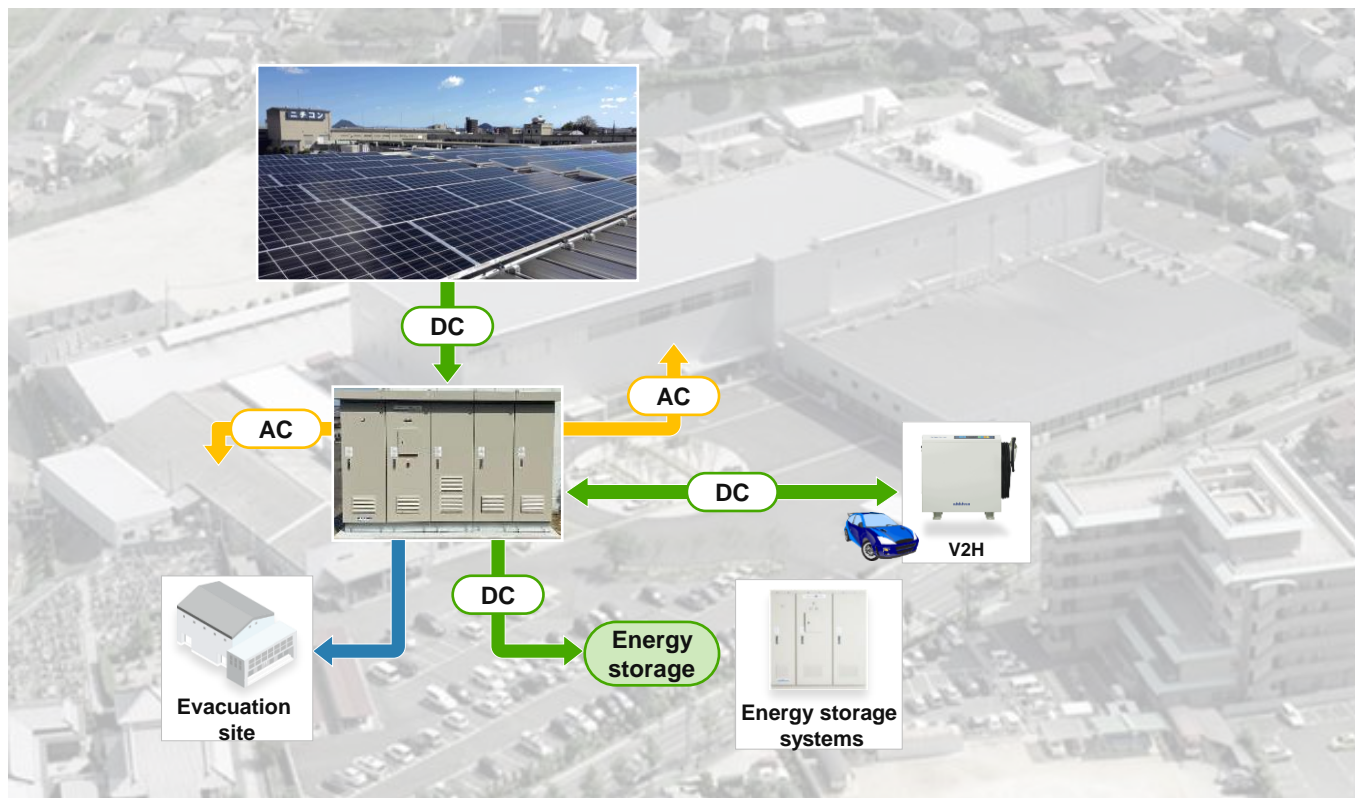 ニチコン
DC
AC
AC
DC
V2H
DC
Energy
storage
Evacuation
site
Energy storage
systems